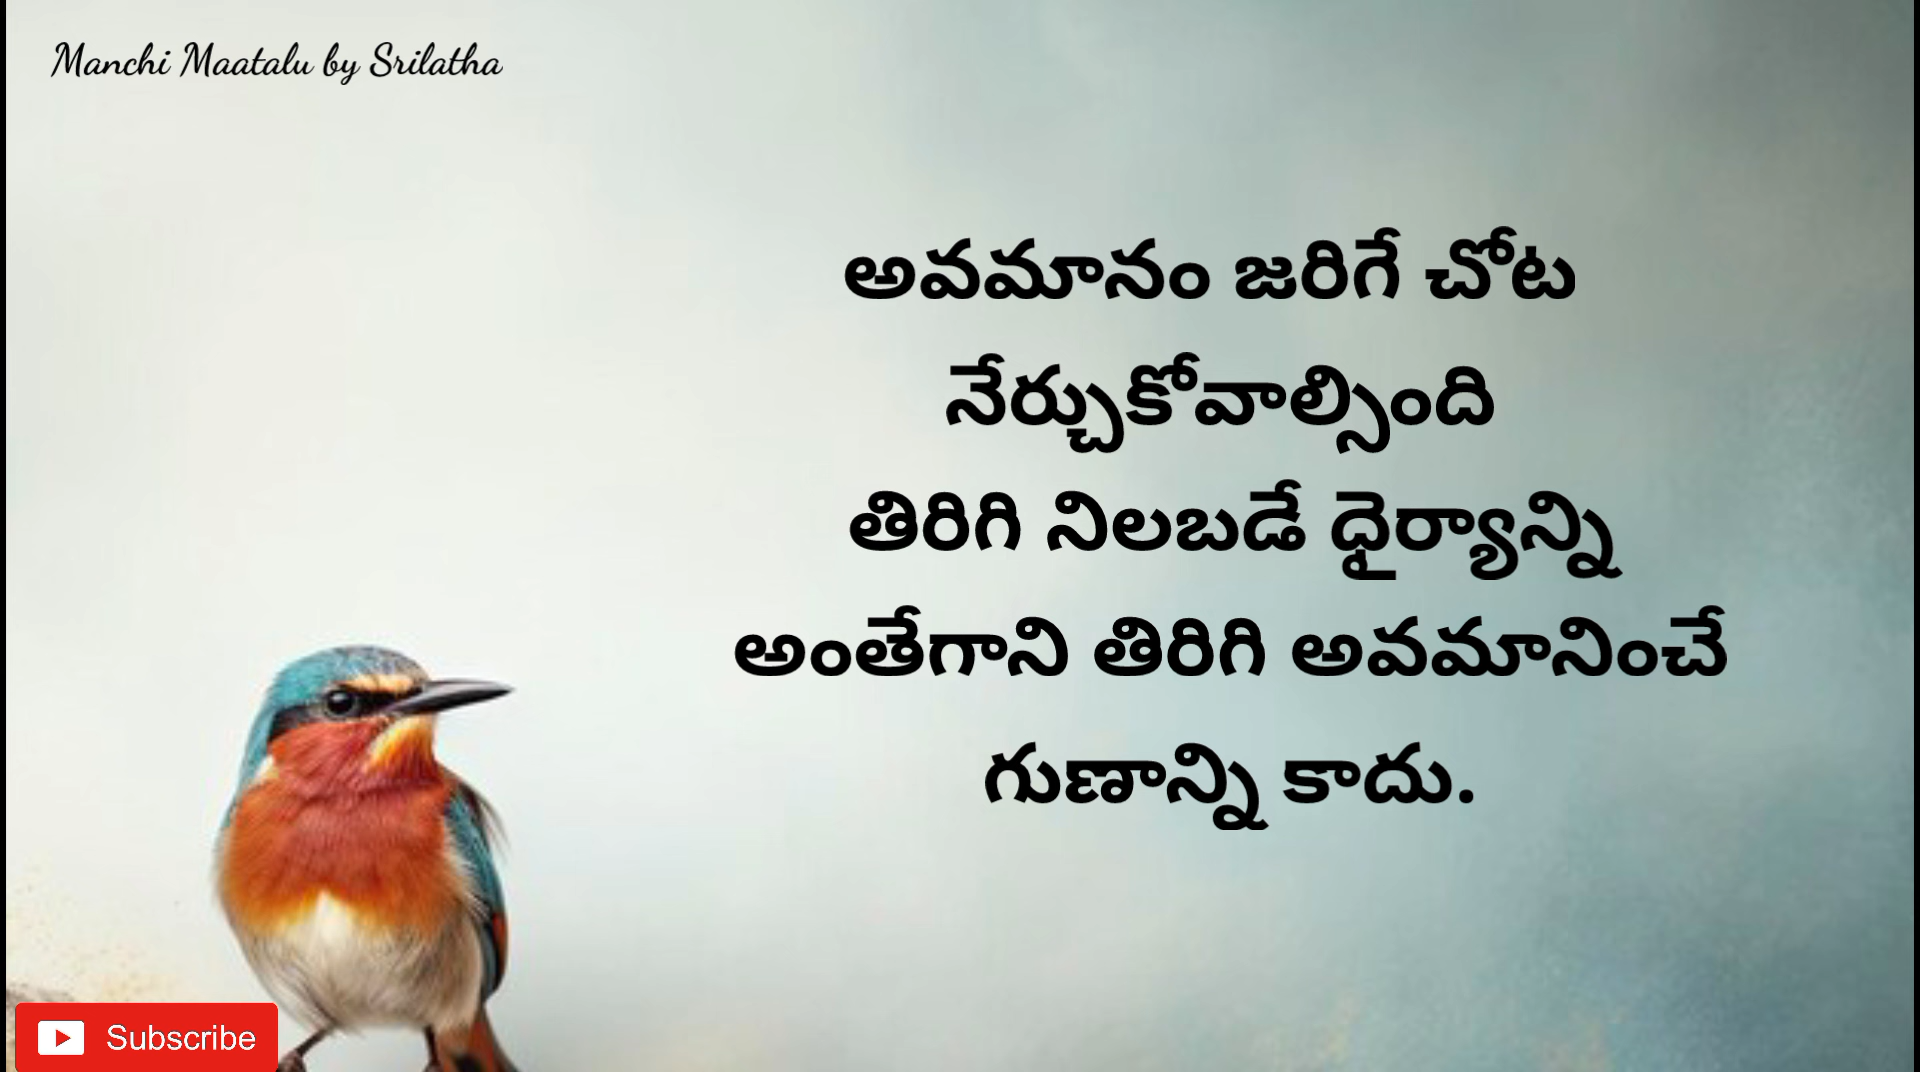 Manchi Maatalu by Srilatha
అవమానం జరిగే చోట
నేర్చుకోవాల్సింది
తిరిగి నిలబడే ధైర్యాన్ని
అంతేగాని తిరిగి అవమానించే
గుణాన్ని కాదు.
Subscribe